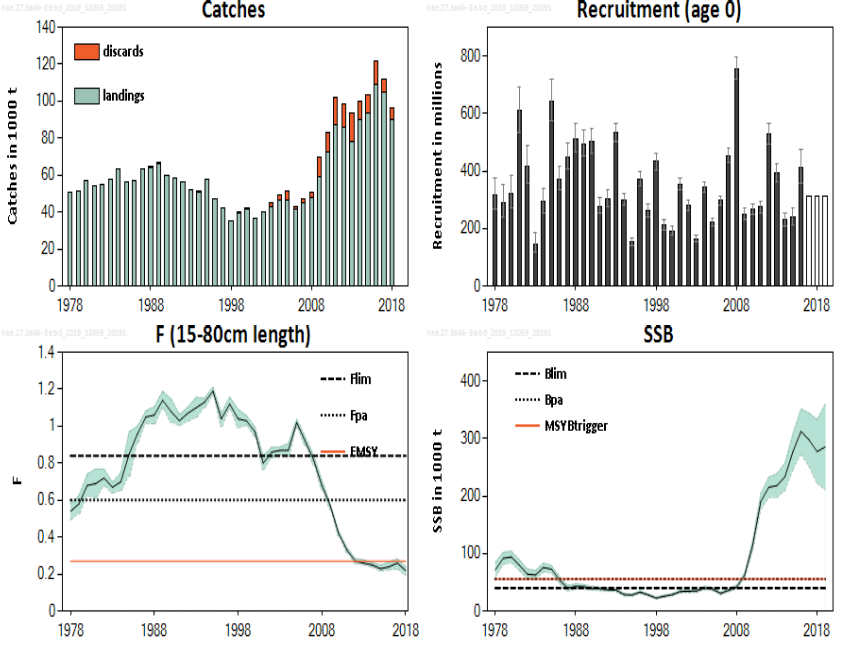 Catches
140
120
100
80
60
40
20
0
Catches in 1000 t
discards
landings
1978
1988
1998
2008
2018
Recruitment (age 0)
800
600
400
200
0
Recruitment in millions
1978
1988
1998
2008
2018
F (15-80cm length)
1.4
1.2
1
0.8
0.6
0.4
0.2
0
F
Flim
Fpa
FMSY
1978
1988
1998
2008
2018
SSB
400
300
200
100
0
SSB in 1000 t
Blim
Bpa
MSYBtrigger
1978
1988
1998
2008
2018